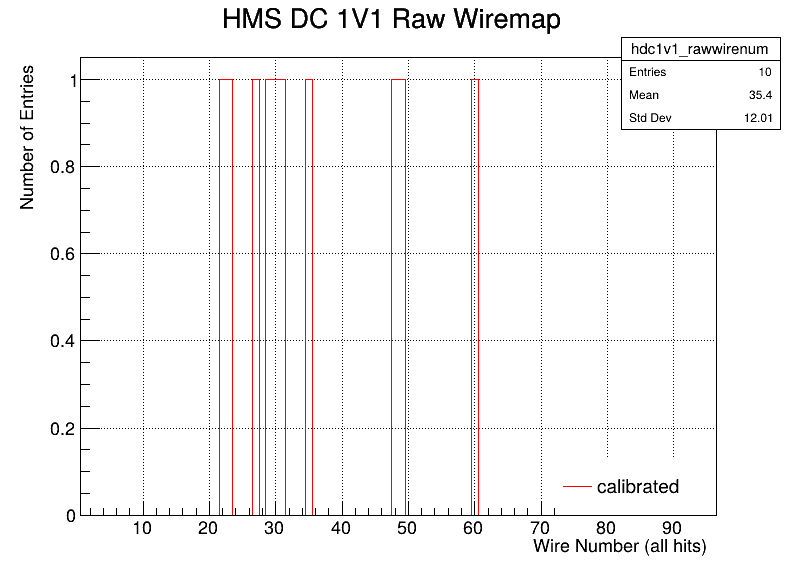 HMS DC 1V1 Raw Wiremap
hdc1v1_rawwirenum
Entries 10
Mean 35.4
Std Dev 12.01
Number of Entries
1
0.8
0.6
0.4
0.2
0
calibrated
10 20 30 40 50 60 70 80 90
Wire Number (all hits)